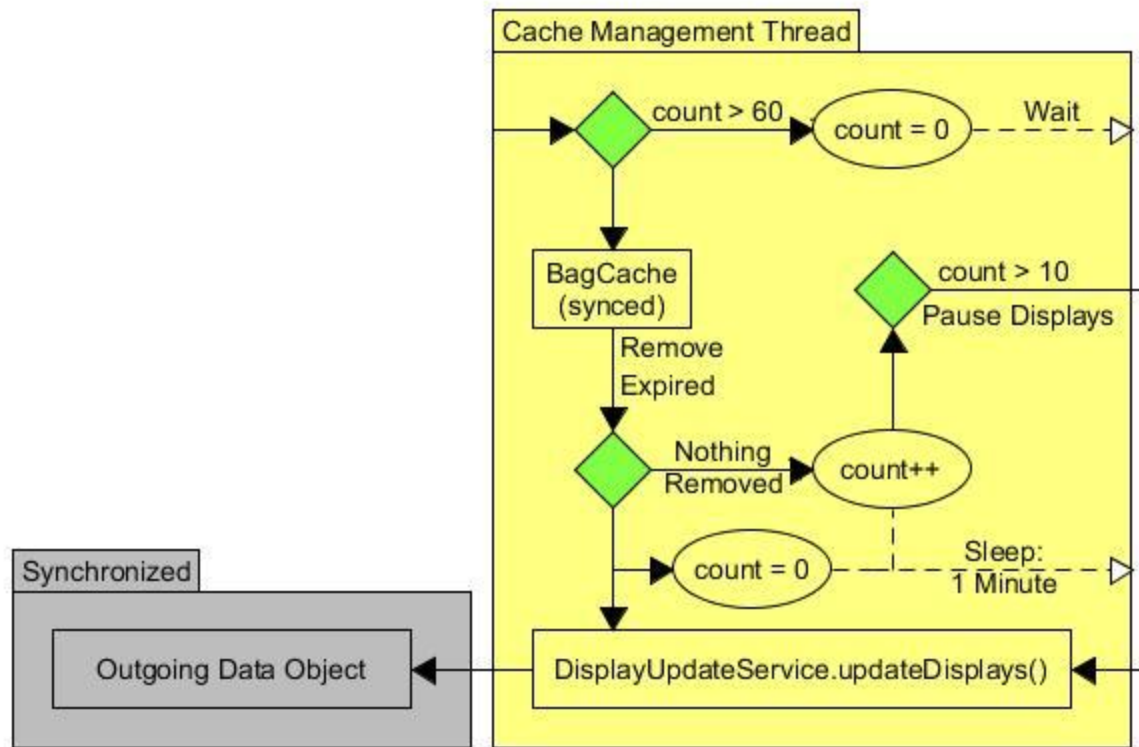 Cache Management Thread
count > 60
count = 0
Wait
BagCache
(synced)
count > 10
Pause Displays
Remove
Expired
Nothing
Removed
count++
count = 0
Sleep:
1 Minute
Synchronized
Outgoing Data Object
DisplayUpdateService.updateDisplays()